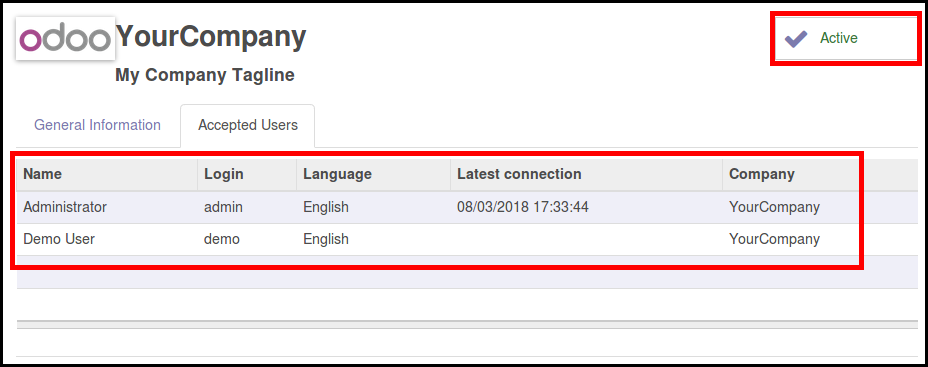 odoo YourCompany
Active
My Company Tagline
General Information Accepted Users
Name Login Language Latest connection Company
Administrator admin English 08/03/2018 17:33:44 YourCompany
Demo User demo English YourCompany